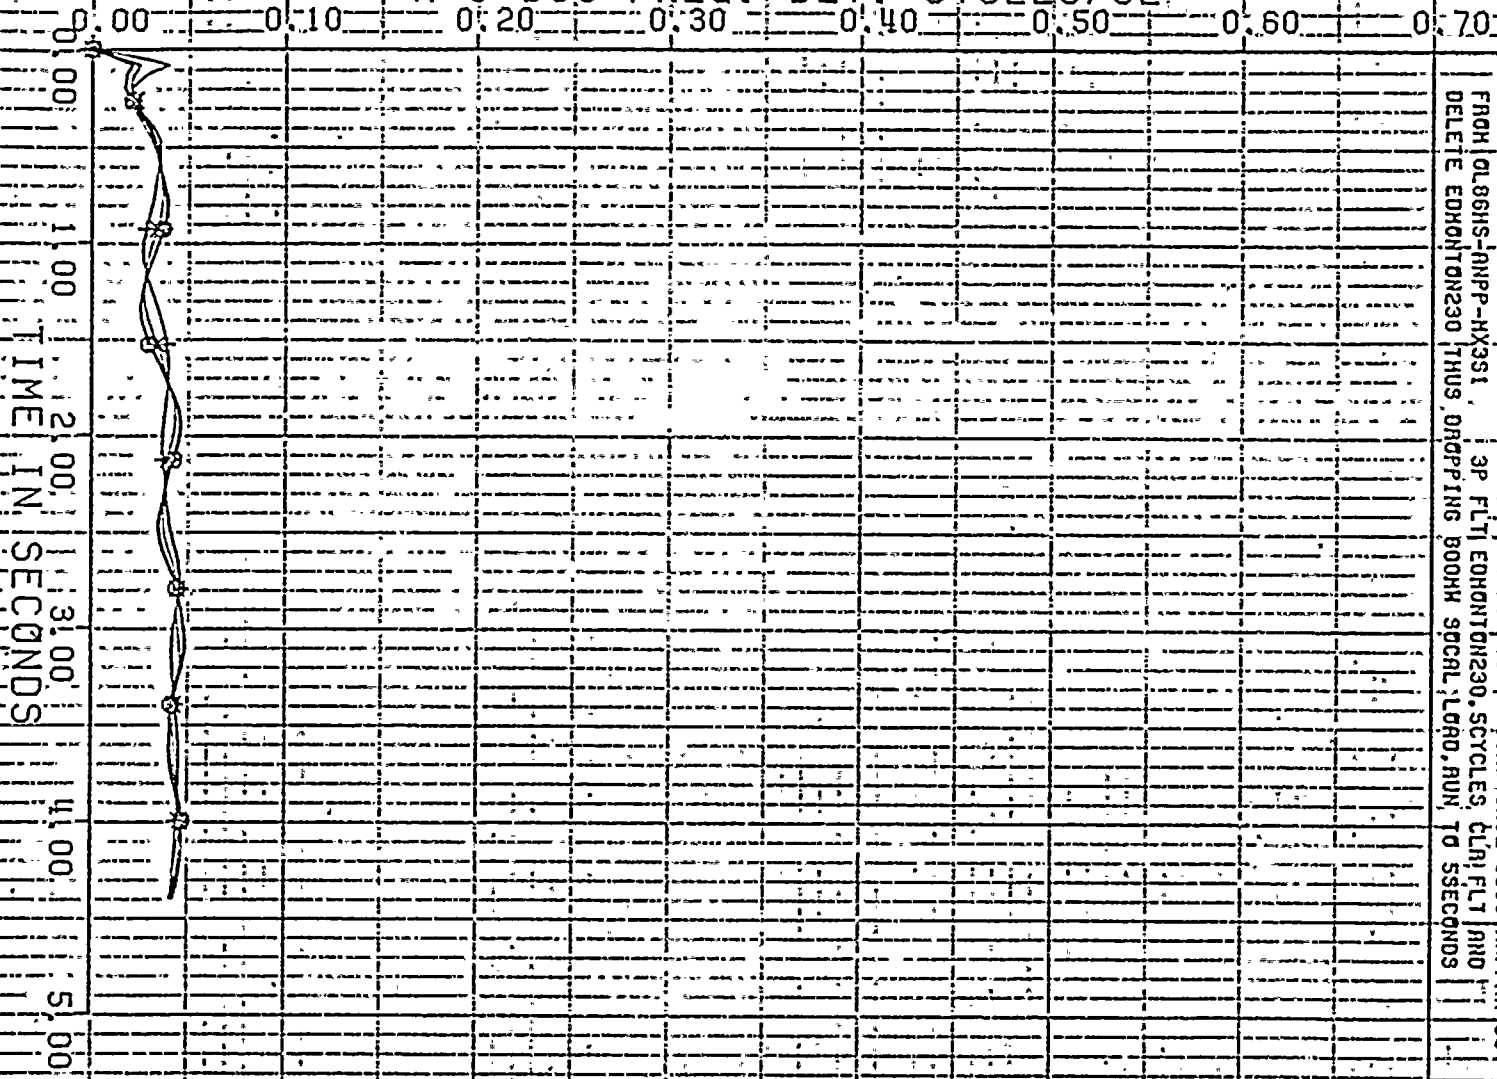 0.00 0.10 0.20 0.30 0.40 0.50 0.60 0.70
FROM QL86HS-ANPP-HX3S1 3P FLT EDMONTON230, 5CYCLES CLR FLT AND
DELETE EDMONTON230 THUS DROPPING 800MW SOCAL LOAD, RUN TO 5SECONDS
0.00 1.00 2.00 3.00 4.00 5.00
TIME IN SECONDS